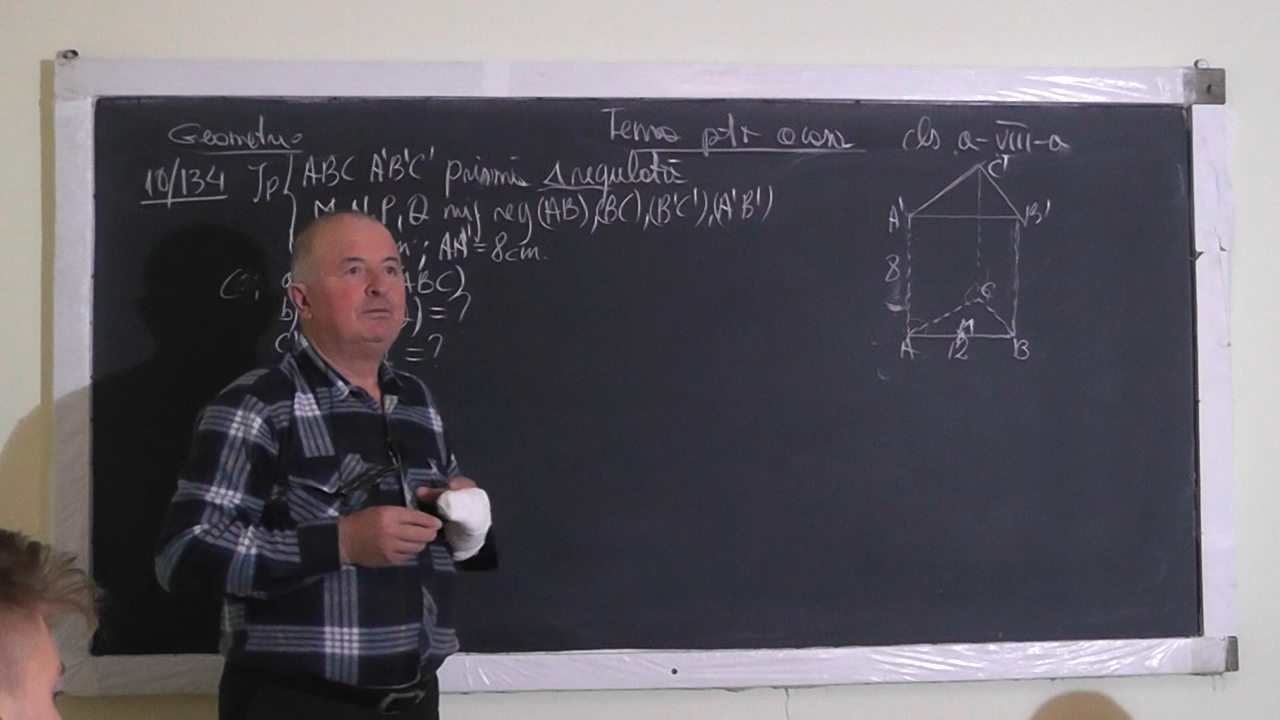 Geometrie
Tema ptr acasă cls a-VIII-a
10/134 Ip ABC A'B'C' prismă Δ regulată
M, N, P, Q mij seg (AB), (BC), (B'C'), (A'B')
; AA' = 8cm.
C: a ABC)
b) ) = ?
c = ?
C'
A' B'
8
C
M
A 12 B